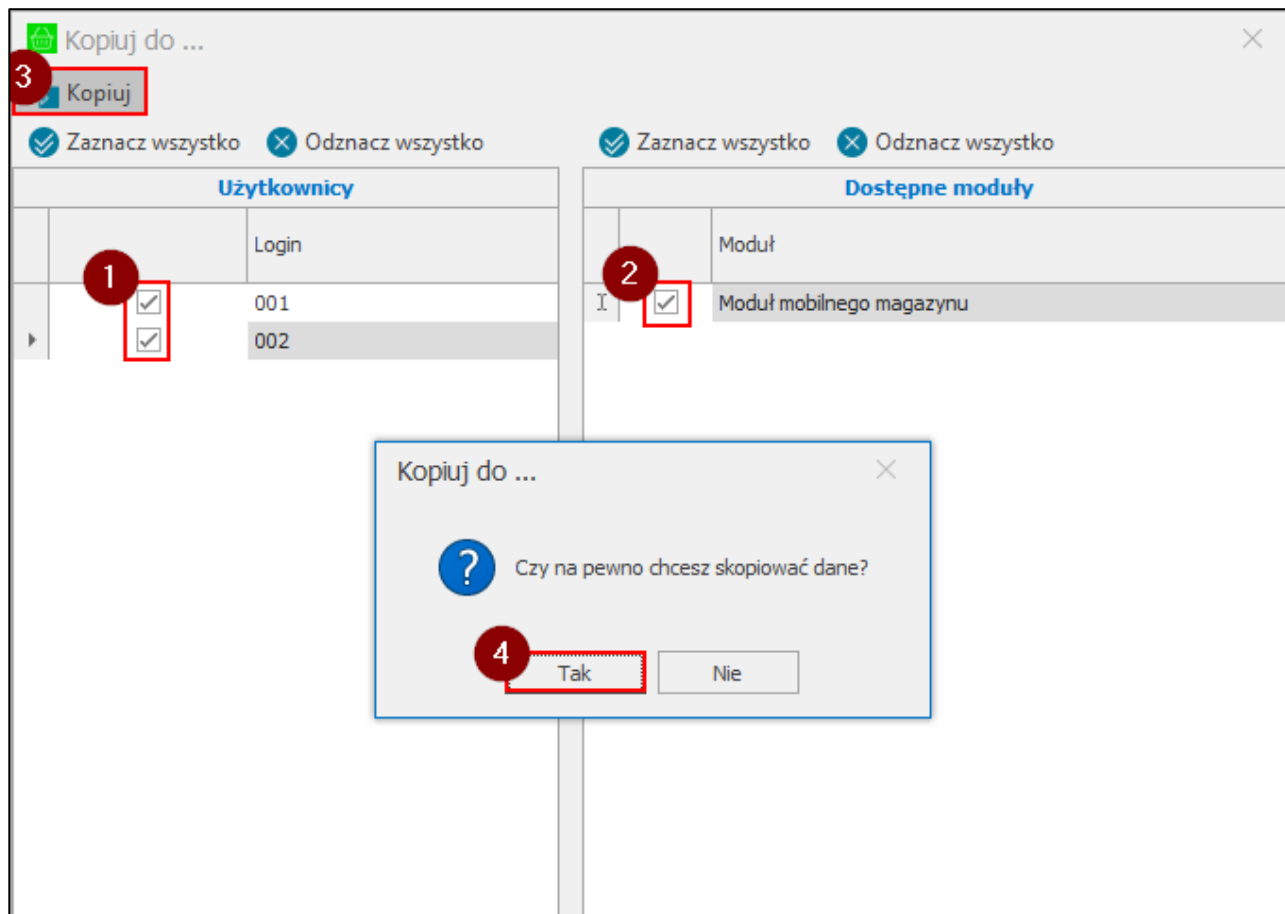 Kopiuj do ...
3
Kopiuj
Zaznacz wszystko Odznacz wszystko Zaznacz wszystko Odznacz wszystko
Użytkownicy Dostępne moduły
Login Moduł
1 2
001 Moduł mobilnego magazynu
002
Kopiuj do ...
? Czy na pewno chcesz skopiować dane?
4
Tak Nie